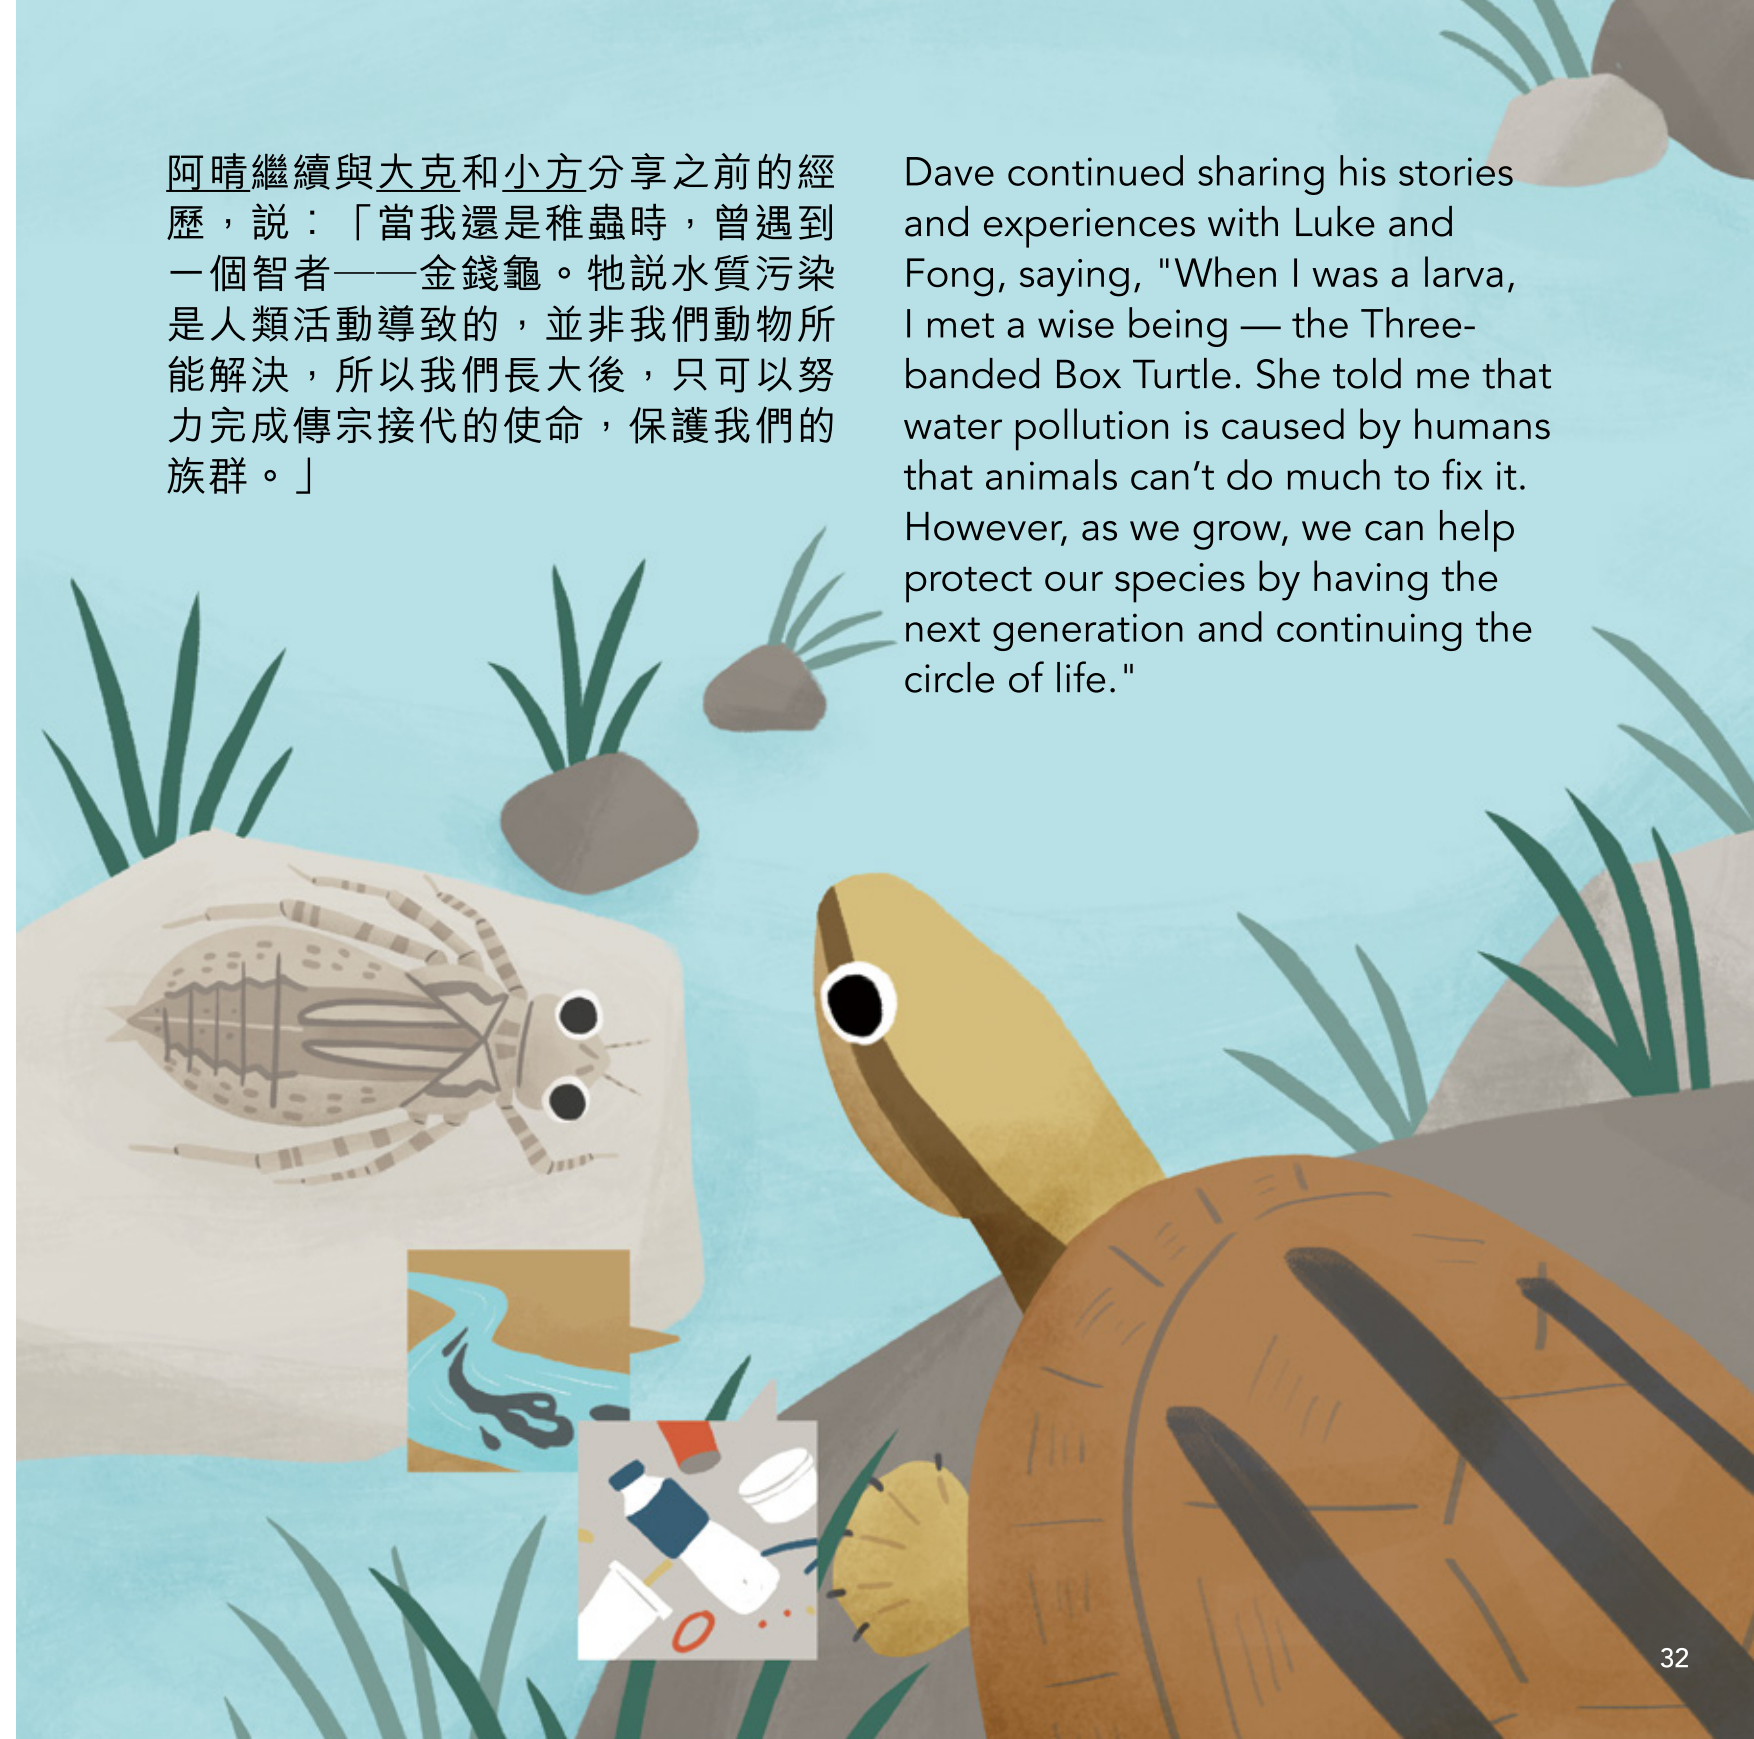 阿晴繼續與大克和小方分享之前的經
歷，説：「當我還是稚蟲時，曾遇到
一個智者——金錢龜。牠説水質污染
是人類活動導致的，並非我們動物所
能解決，所以我們長大後，只可以努
力完成傳宗接代的使命，保護我們的
族群。」
Dave continued sharing his stories
and experiences with Luke and
Fong, saying, "When I was a larva,
I met a wise being — the Three-
banded Box Turtle. She told me that
water pollution is caused by humans
that animals can’t do much to fix it.
However, as we grow, we can help
protect our species by having the
next generation and continuing the
circle of life."
32